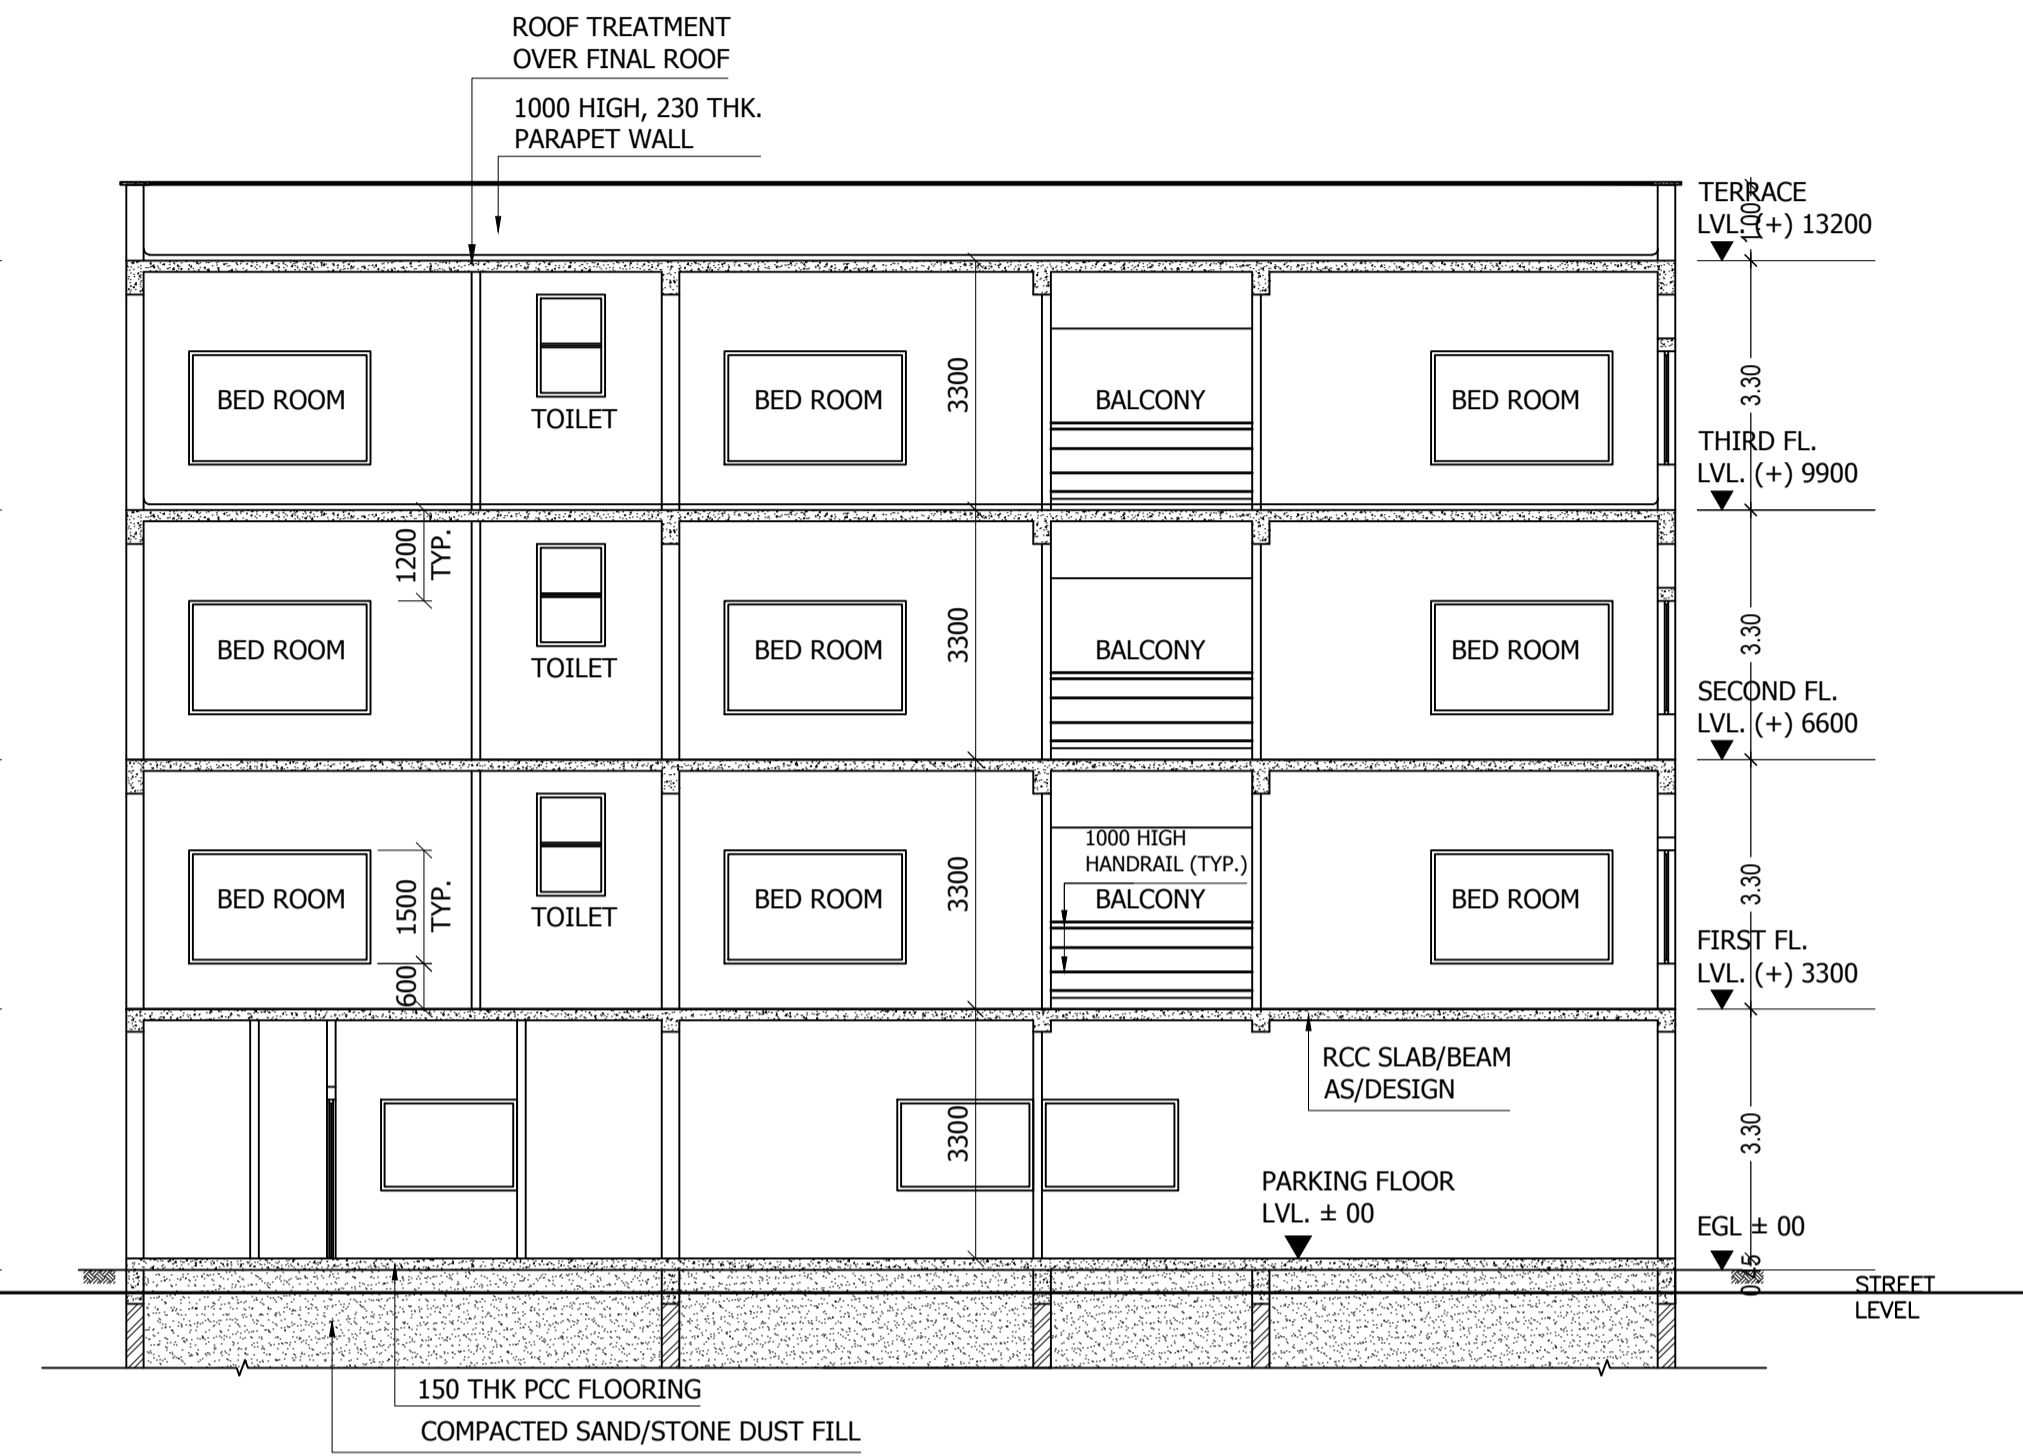 ROOF TREATMENT
OVER FINAL ROOF
1000 HIGH, 230 THK.
PARAPET WALL
TERRACE
LVL. (+) 13200
1.00
BED ROOM
TOILET
BED ROOM
3300
BALCONY
BED ROOM
3.30
THIRD FL.
LVL. (+) 9900
1200
TYP.
BED ROOM
TOILET
BED ROOM
3300
BALCONY
BED ROOM
3.30
SECOND FL.
LVL. (+) 6600
1000 HIGH
HANDRAIL (TYP.)
BED ROOM
1500
TYP.
TOILET
BED ROOM
3300
BALCONY
BED ROOM
3.30
FIRST FL.
LVL. (+) 3300
600
RCC SLAB/BEAM
AS/DESIGN
3300
3.30
PARKING FLOOR
LVL. ± 00
EGL ± 00
STREET
LEVEL
150 THK PCC FLOORING
COMPACTED SAND/STONE DUST FILL